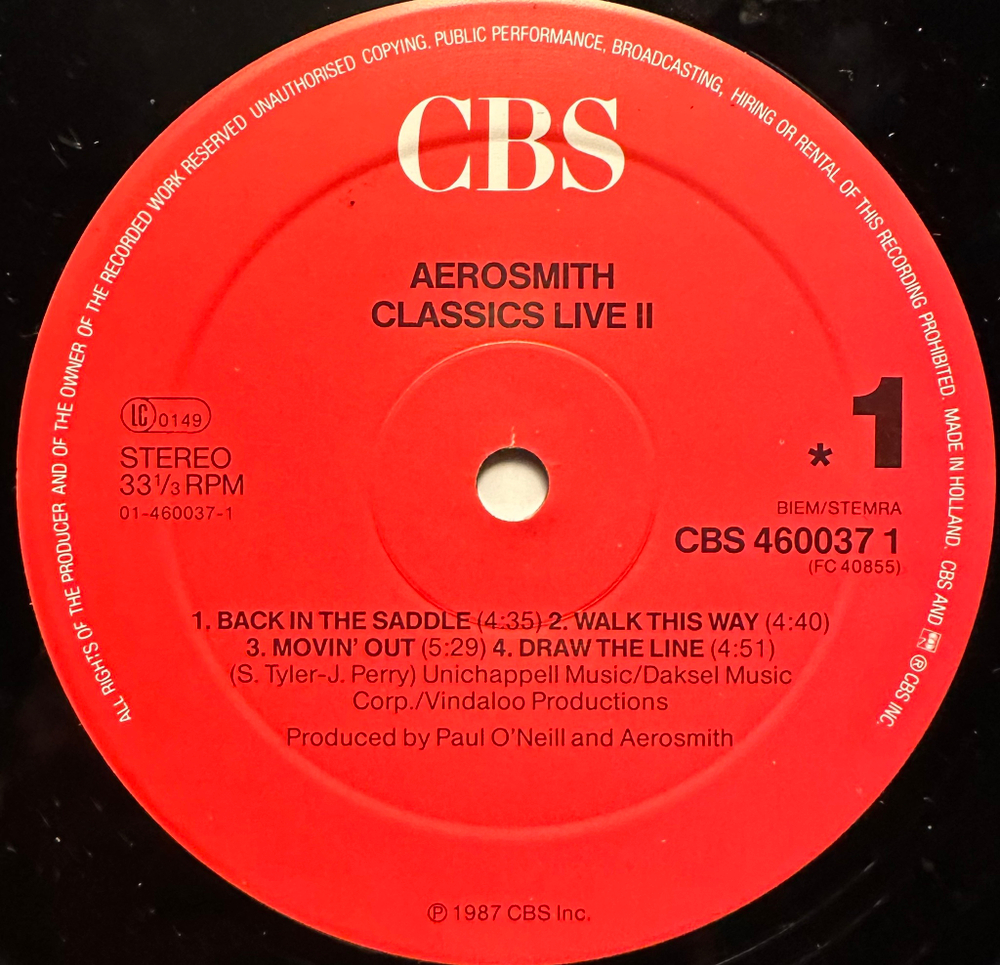 ALL RIGHTS OF THE PRODUCER AND OF THE OWNER OF THE RECORDED WORK RESERVED UNAUTHORISED COPYING. PUBLIC PERFORMANCE, BROADCASTING, HIRING OR RENTAL OF THIS RECORDING PROHIBITED. MADE IN HOLLAND. CBS AND ℗ CBS INC.
CBS
AEROSMITH
CLASSICS LIVE II
LC 0149
STEREO
33 1/3 RPM
01-460037-1
* 1
BIEM/STEMRA
CBS 460037 1
(FC 40855)
1. BACK IN THE SADDLE (4:35) 2. WALK THIS WAY (4:40)
3. MOVIN' OUT (5:29) 4. DRAW THE LINE (4:51)
(S. Tyler-J. Perry) Unichappell Music/Daksel Music
Corp./Vindaloo Productions
Produced by Paul O'Neill and Aerosmith
℗ 1987 CBS Inc.